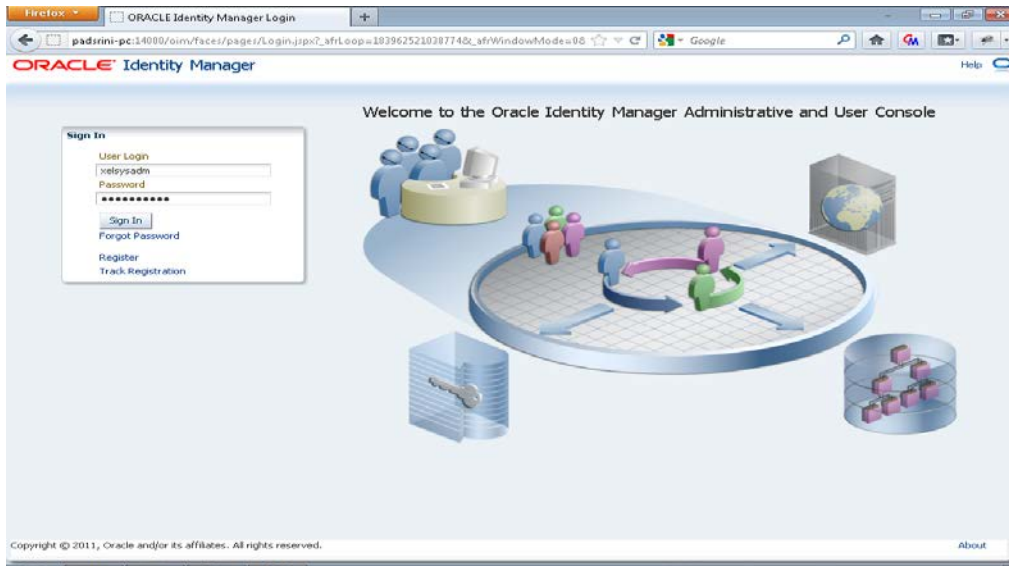 Firefox
ORACLE Identity Manager Login
padsrini-pc:14000/oim/faces/pages/Login.jspx?_afrLoop=18396252103877&_afrWindowMode=0&
Google
ORACLE Identity Manager
Help
Welcome to the Oracle Identity Manager Administrative and User Console
Sign In
User Login
xelsysadm
Password
Sign In
Forgot Password
Register
Track Registration
Copyright © 2011, Oracle and/or its affiliates. All rights reserved.
About